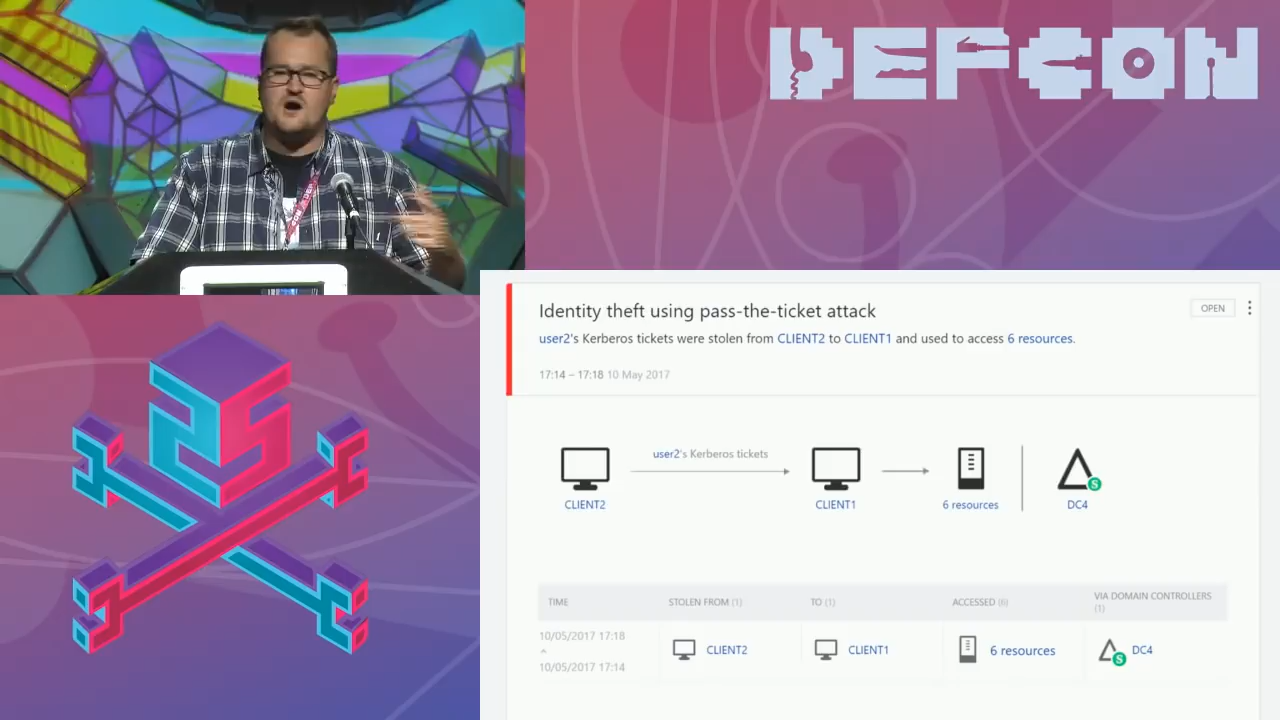 DEFCON
25
Identity theft using pass-the-ticket attack
OPEN
user2's Kerberos tickets were stolen from CLIENT2 to CLIENT1 and used to access 6 resources.
17:14 – 17:18 10 May 2017
user2's Kerberos tickets
CLIENT2
CLIENT1
6 resources
S
DC4
TIME
STOLEN FROM (1)
TO (1)
ACCESSED (6)
VIA DOMAIN CONTROLLERS
(1)
10/05/2017 17:18
10/05/2017 17:14
CLIENT2
CLIENT1
6 resources
S
DC4